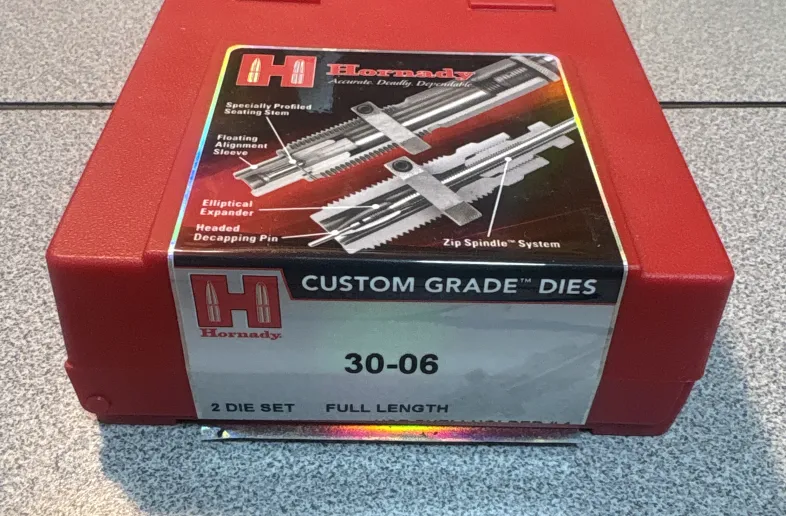 H Hornady
Accurate. Deadly. Dependable.
Specially Profiled
Seating Stem
Floating
Alignment
Sleeve
Elliptical
Expander
Headed
Decapping Pin
Zip Spindle™ System
H CUSTOM GRADE™ DIES
Hornady.
30-06
2 DIE SET FULL LENGTH